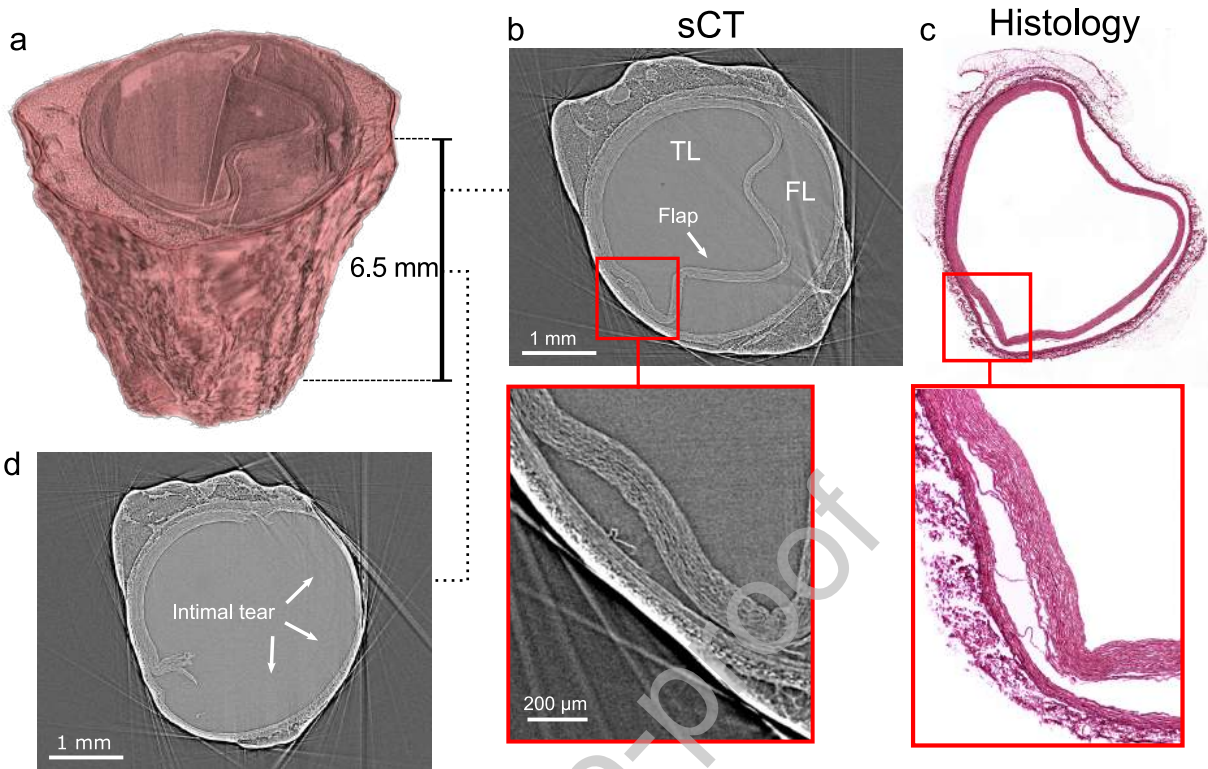 a
6.5 mm
b
sCT
TL
FL
Flap
1 mm
c
Histology
d
Intimal tear
1 mm
200 µm